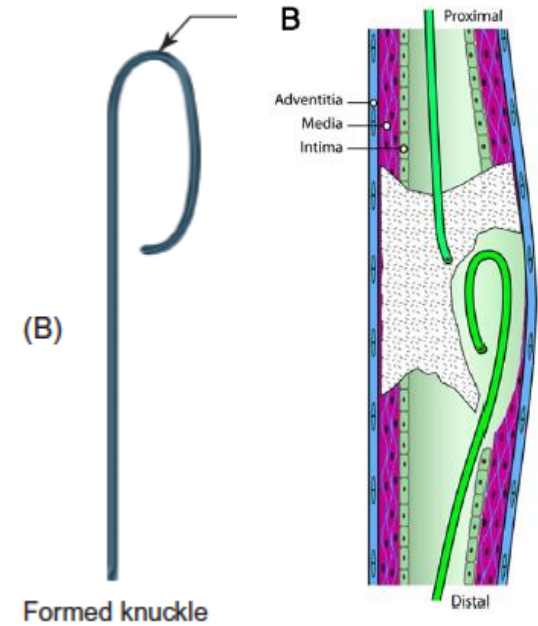 (B)
Formed knuckle
B
Proximal
Adventitia
Media
Intima
Distal